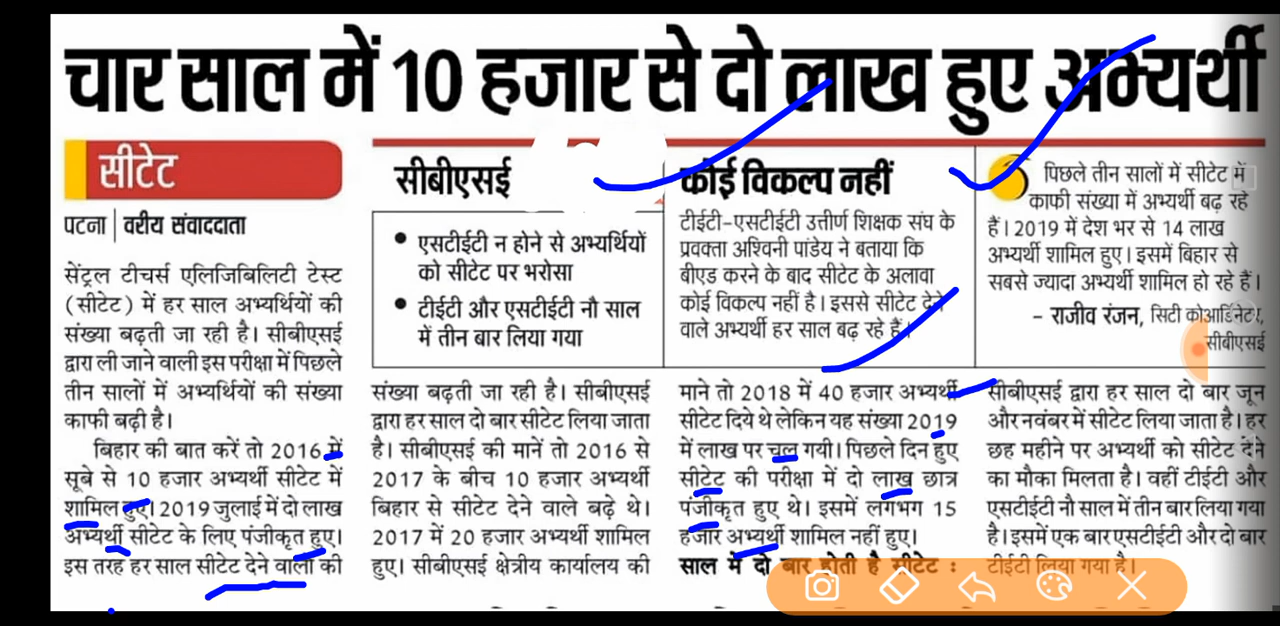 चार साल में 10 हजार से दो लाख हुए अभ्यर्थी
सीटेट
पटना | वरीय संवाददाता
सेंट्रल टीचर्स एलिजिबिलिटी टेस्ट
(सीटेट) में हर साल अभ्यर्थियों की
संख्या बढ़ती जा रही है। सीबीएसई
द्वारा ली जाने वाली इस परीक्षा में पिछले
तीन सालों में अभ्यर्थियों की संख्या
काफी बढ़ी है।
बिहार की बात करें तो 2016 में
सूबे से 10 हजार अभ्यर्थी सीटेट में
शामिल हुए। 2019 जुलाई में दो लाख
अभ्यर्थी सीटेट के लिए पंजीकृत हुए।
इस तरह हर साल सीटेट देने वालों की
सीबीएसई
• एसटीईटी न होने से अभ्यर्थियों
को सीटेट पर भरोसा
• टीईटी और एसटीईटी नौ साल
में तीन बार लिया गया
कोई विकल्प नहीं
टीईटी-एसटीईटी उत्तीर्ण शिक्षक संघ के
प्रवक्ता अश्विनी पांडेय ने बताया कि
बीएड करने के बाद सीटेट के अलावा
कोई विकल्प नहीं है। इससे सीटेट देने
वाले अभ्यर्थी हर साल बढ़ रहे हैं।
पिछले तीन सालों में सीटेट में
काफी संख्या में अभ्यर्थी बढ़ रहे
हैं। 2019 में देश भर से 14 लाख
अभ्यर्थी शामिल हुए। इसमें बिहार से
सबसे ज्यादा अभ्यर्थी शामिल हो रहे हैं।
– राजीव रंजन, सिटी कोआर्डिनेटर,
सीबीएसई
संख्या बढ़ती जा रही है। सीबीएसई
द्वारा हर साल दो बार सीटेट लिया जाता
है। सीबीएसई की मानें तो 2016 से
2017 के बीच 10 हजार अभ्यर्थी
बिहार से सीटेट देने वाले बढ़े थे।
2017 में 20 हजार अभ्यर्थी शामिल
हुए। सीबीएसई क्षेत्रीय कार्यालय की
माने तो 2018 में 40 हजार अभ्यर्थी
सीटेट दिये थे लेकिन यह संख्या 2019
में लाख पर चल गयी। पिछले दिन हुए
सीटेट की परीक्षा में दो लाख छात्र
पंजीकृत हुए थे। इसमें लगभग 15
हजार अभ्यर्थी शामिल नहीं हुए।
साल में दो बार होती है सीटेट :
सीबीएसई द्वारा हर साल दो बार जून
और नवंबर में सीटेट लिया जाता है। हर
छह महीने पर अभ्यर्थी को सीटेट देने
का मौका मिलता है। वहीं टीईटी और
एसटीईटी नौ साल में तीन बार लिया गया
है। इसमें एक बार एसटीईटी और दो बार
टीईटी लिया गया है।